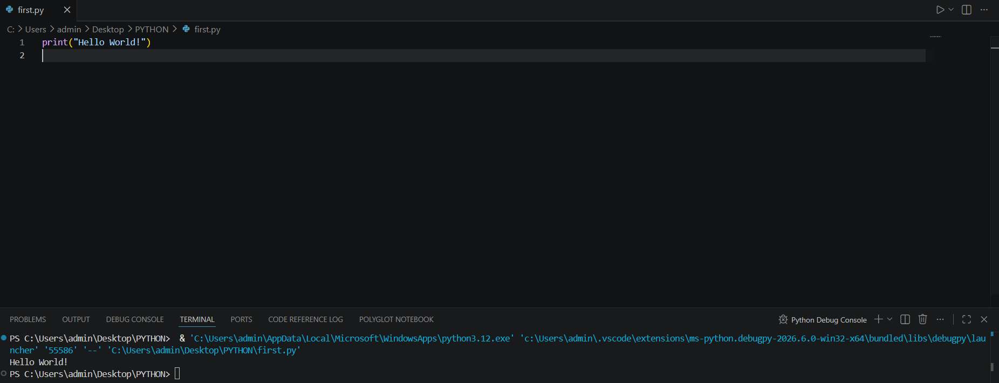 first.py
C: > Users > admin > Desktop > PYTHON > first.py
1 print("Hello World!")
2
PROBLEMS OUTPUT DEBUG CONSOLE TERMINAL PORTS CODE REFERENCE LOG POLYGLOT NOTEBOOK Python Debug Console
PS C:\Users\admin\Desktop\PYTHON>  & 'C:\Users\admin\AppData\Local\Microsoft\WindowsApps\python3.12.exe' 'c:\Users\admin\.vscode\extensions\ms-python.debugpy-2026.6.0-win32-x64\bundled\libs\debugpy\lau
ncher' '55586' '--' 'C:\Users\admin\Desktop\PYTHON\first.py'
Hello World!
PS C:\Users\admin\Desktop\PYTHON>